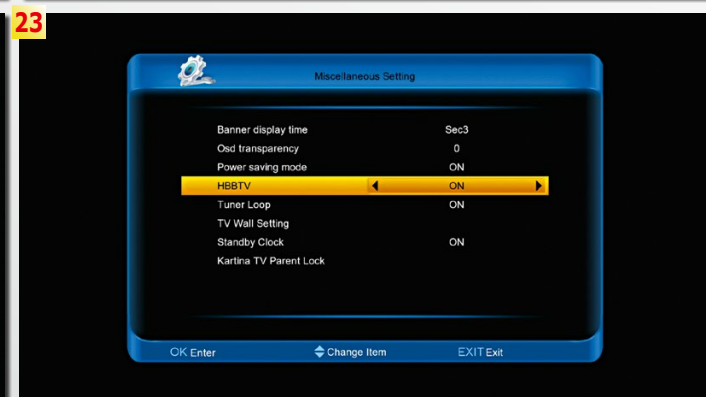 23
Miscellaneous Setting
Banner display time Sec3
Osd transparency 0
Power saving mode ON
HBBTV ON
Tuner Loop ON
TV Wall Setting
Standby Clock ON
Kartina TV Parent Lock
OK Enter Change Item EXIT Exit